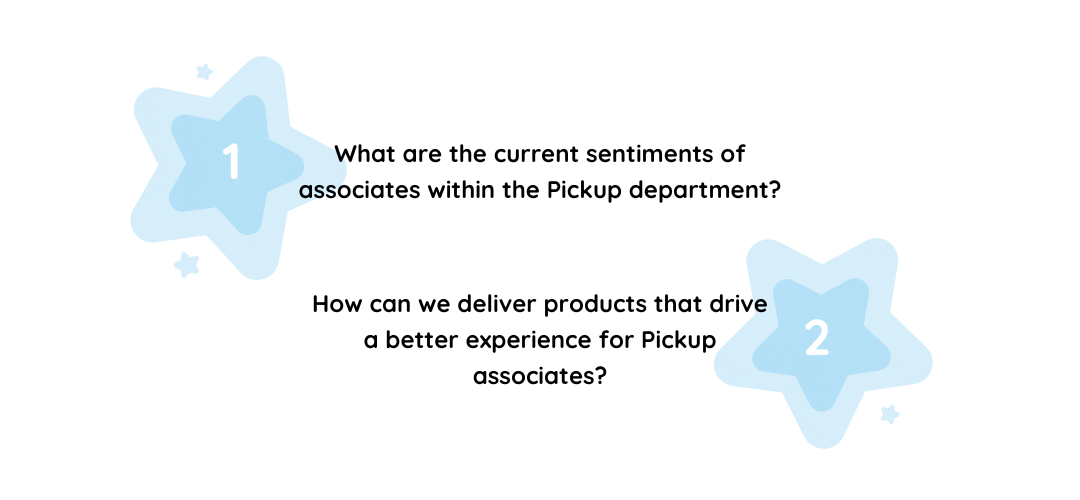 1
What are the current sentiments of
associates within the Pickup department?
How can we deliver products that drive
a better experience for Pickup
associates?
2